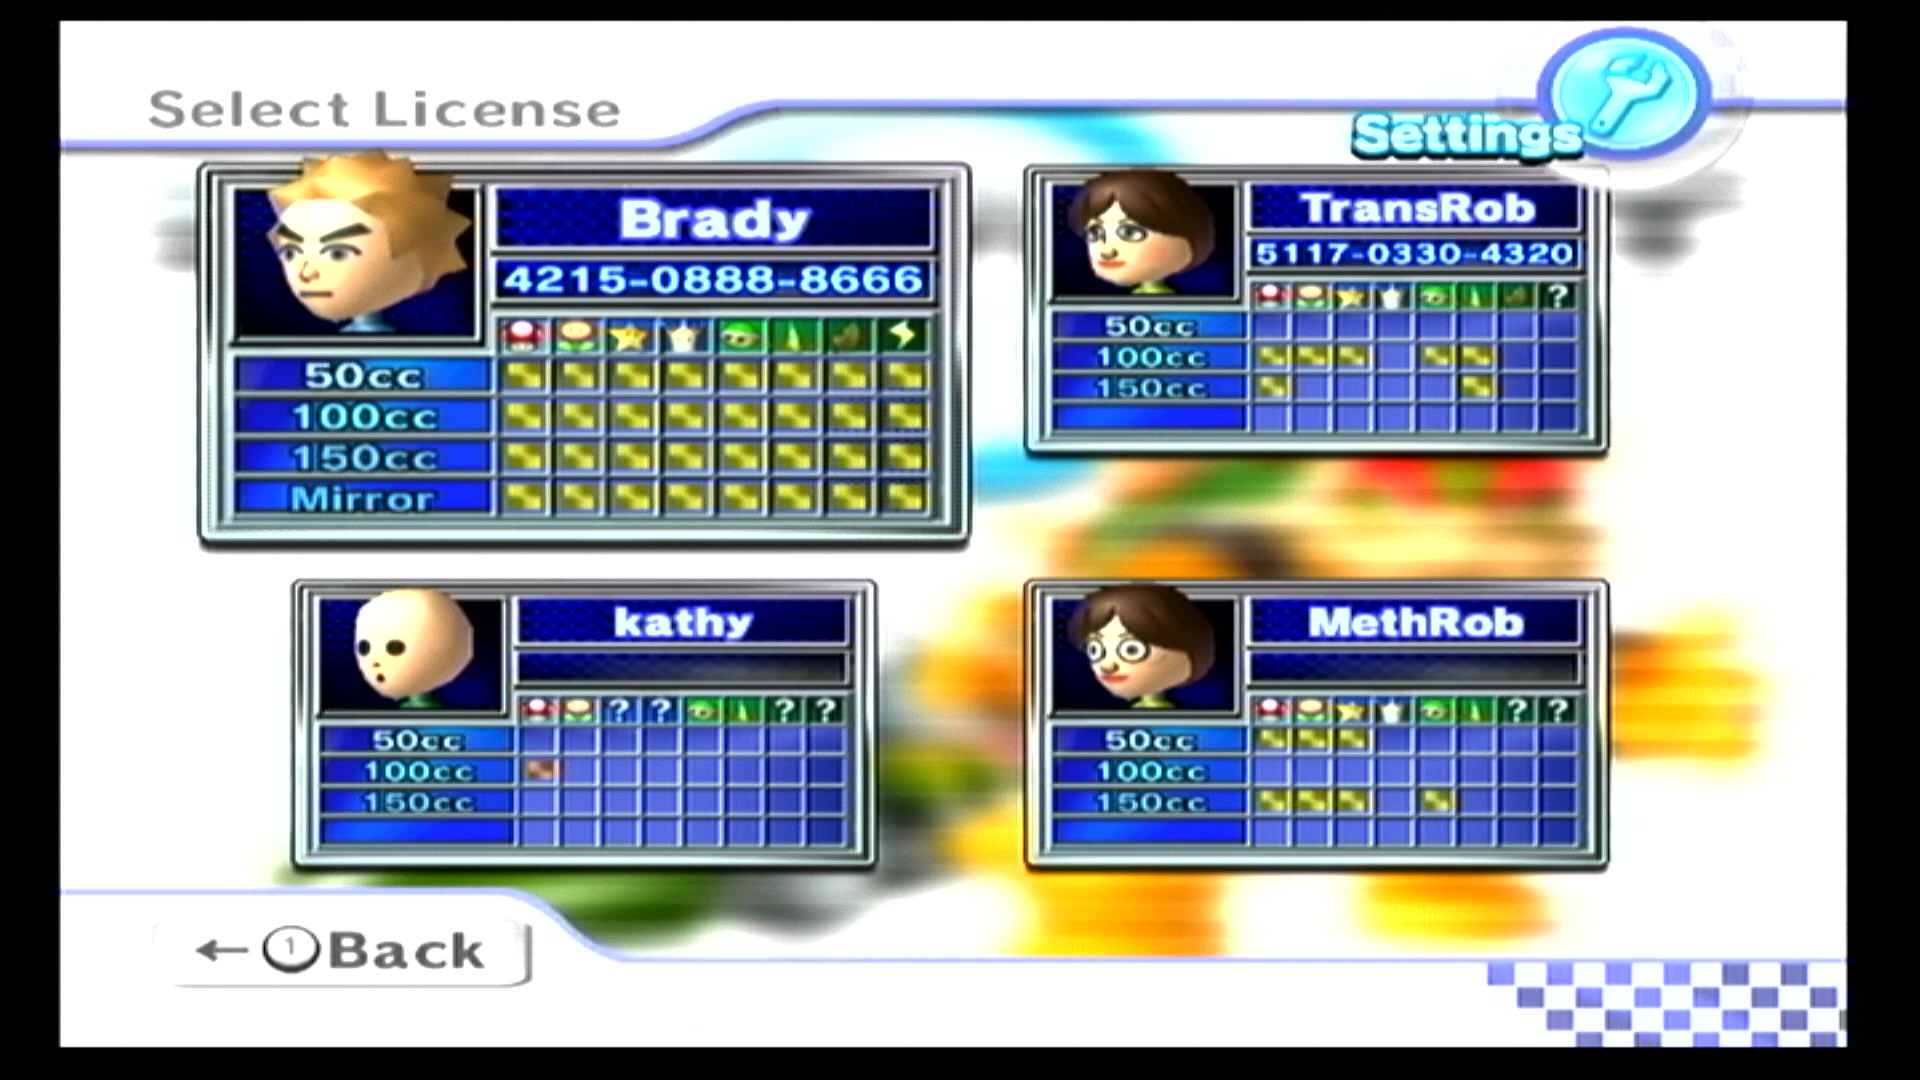 Select License
Settings
Brady
4215-0888-8666
50cc
100cc
150cc
Mirror
TransRob
5117-0330-4320
?
50cc
100cc
150cc
kathy
? ? ? ?
50cc
100cc
150cc
MethRob
? ?
50cc
100cc
150cc
← 1 Back